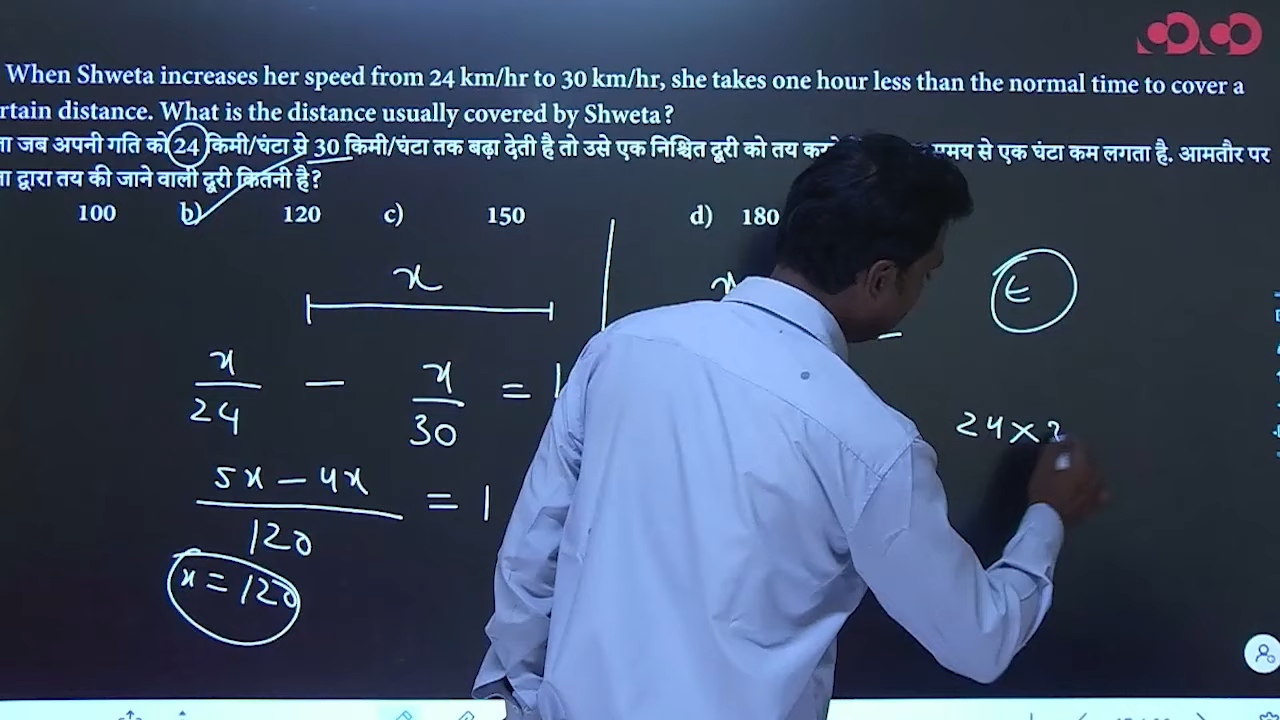 When Shweta increases her speed from 24 km/hr to 30 km/hr, she takes one hour less than the normal time to cover a
rtain distance. What is the distance usually covered by Shweta?
ा जब अपनी गति को 24 किमी/घंटा से 30 किमी/घंटा तक बढ़ा देती है तो उसे एक निश्चित दूरी को तय समय से एक घंटा कम लगता है. आमतौर पर
ा द्वारा तय की जाने वाली दूरी कितनी है?
100 b) 120 c) 150 d) 180
x
x
t
x/24 - x/30 = 1
24 x
5x - 4x / 120 = 1
x = 120